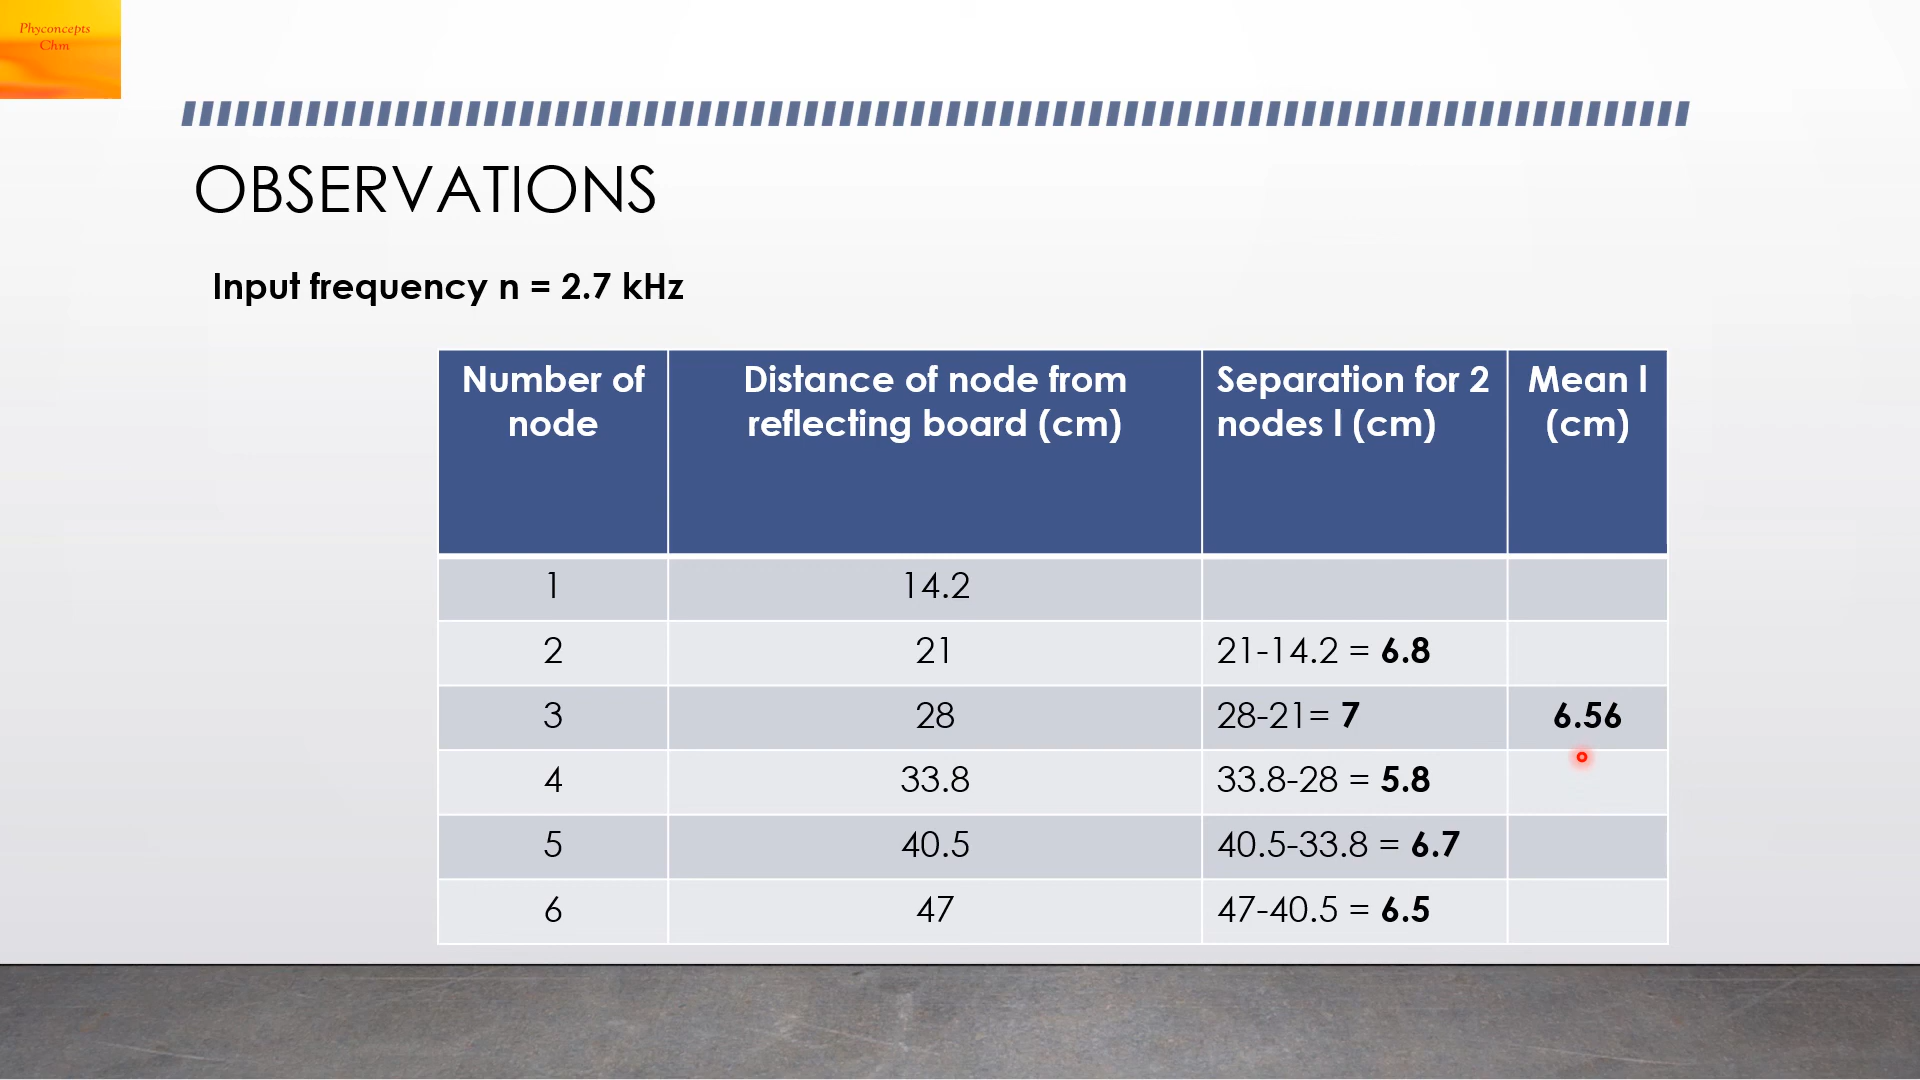 Phyconcepts
Chm
OBSERVATIONS
Input frequency n = 2.7 kHz
Number of node Distance of node from reflecting board (cm) Separation for 2 nodes l (cm) Mean l (cm)
1 14.2
2 21 21-14.2 = 6.8
3 28 28-21= 7 6.56
4 33.8 33.8-28 = 5.8
5 40.5 40.5-33.8 = 6.7
6 47 47-40.5 = 6.5